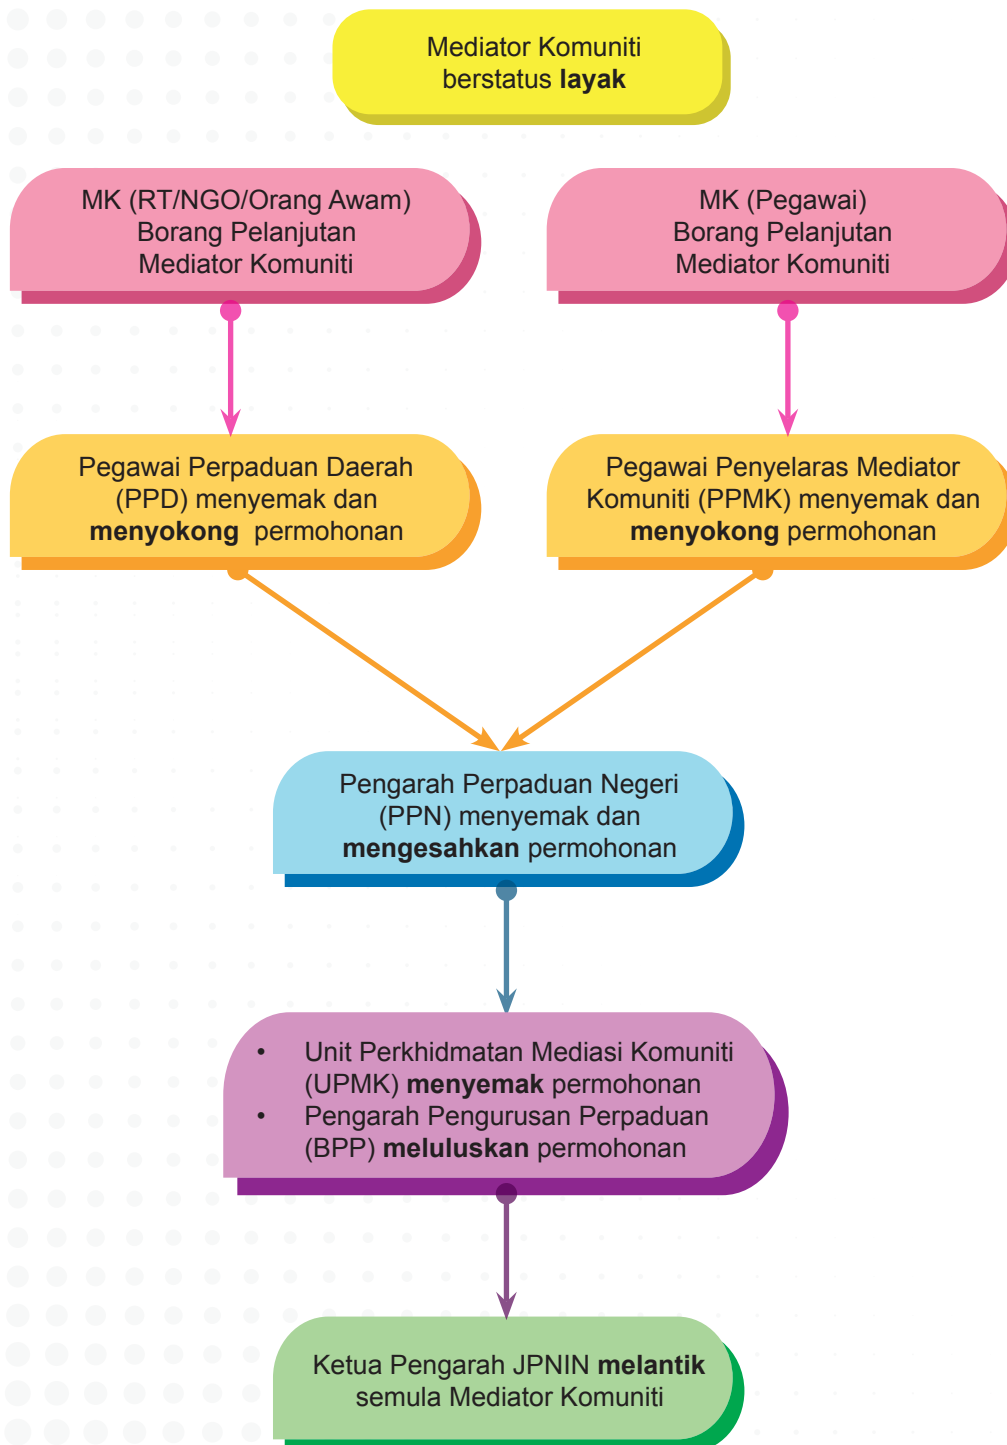 Mediator Komuniti
berstatus layak
MK (RT/NGO/Orang Awam)
Borang Pelanjutan
Mediator Komuniti
MK (Pegawai)
Borang Pelanjutan
Mediator Komuniti
Pegawai Perpaduan Daerah
(PPD) menyemak dan
menyokong permohonan
Pegawai Penyelaras Mediator
Komuniti (PPMK) menyemak dan
menyokong permohonan
Pengarah Perpaduan Negeri
(PPN) menyemak dan
mengesahkan permohonan
• Unit Perkhidmatan Mediasi Komuniti
(UPMK) menyemak permohonan
• Pengarah Pengurusan Perpaduan
(BPP) meluluskan permohonan
Ketua Pengarah JPNIN melantik
semula Mediator Komuniti